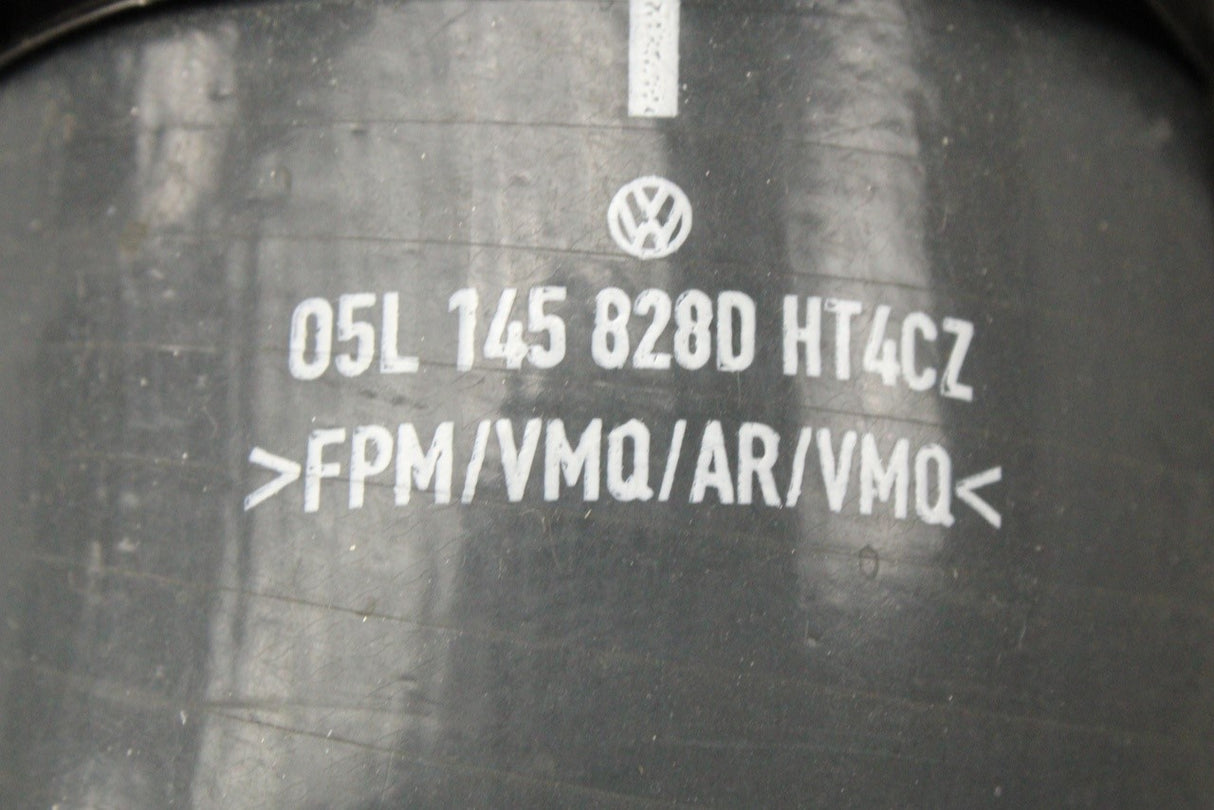 05L 145 828D HT4CZ
>FPM/VMQ/AR/VMQ<